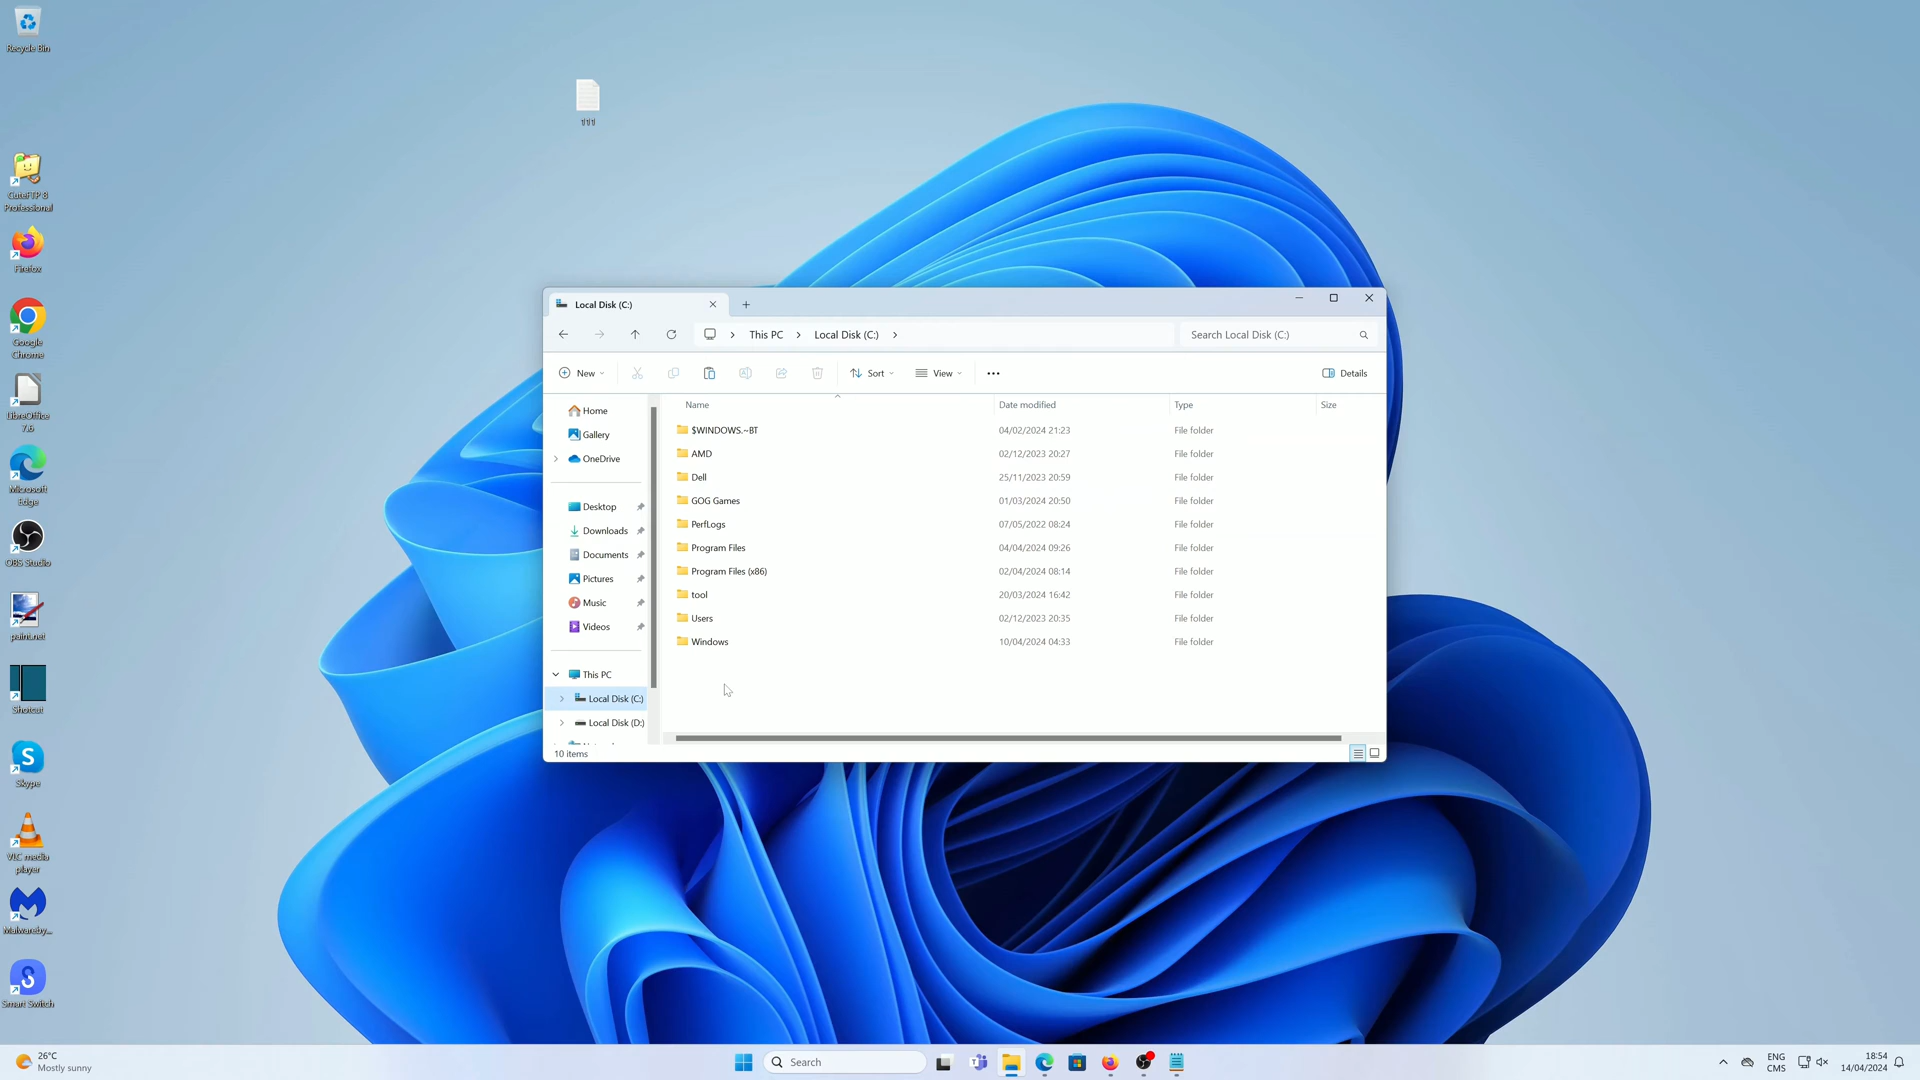 Recycle Bin
111
CuteFTP 8
Professional
Firefox
Google
Chrome
LibreOffice
7.6
Microsoft
Edge
OBS Studio
paint.net
Shotcut
Skype
VLC media
player
Malwareby...
Smart Switch
Local Disk (C:)
This PC
Local Disk (C:)
Search Local Disk (C:)
New
Sort
View
Details
Home
Gallery
OneDrive
Desktop
Downloads
Documents
Pictures
Music
Videos
This PC
Local Disk (C:)
Local Disk (D:)
Name Date modified Type Size
$WINDOWS.~BT 04/02/2024 21:23 File folder
AMD 02/12/2023 20:27 File folder
Dell 25/11/2023 20:59 File folder
GOG Games 01/03/2024 20:50 File folder
PerfLogs 07/05/2022 08:24 File folder
Program Files 04/04/2024 09:26 File folder
Program Files (x86) 02/04/2024 08:14 File folder
tool 20/03/2024 16:42 File folder
Users 02/12/2023 20:35 File folder
Windows 10/04/2024 04:33 File folder
10 items
26°C
Mostly sunny
Search
ENG
CMS
18:54
14/04/2024